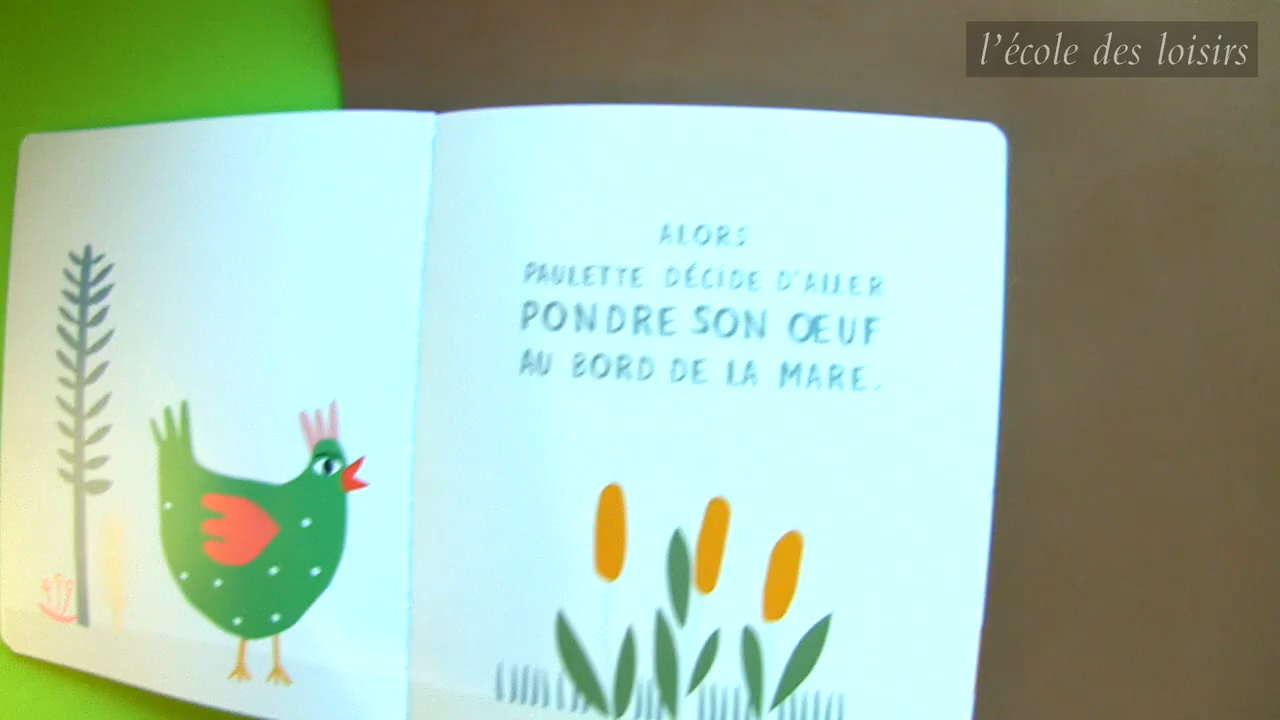 l'école des loisirs
ALORS
PAULETTE DÉCIDE D'ALLER
PONDRE SON ŒUF
AU BORD DE LA MARE.